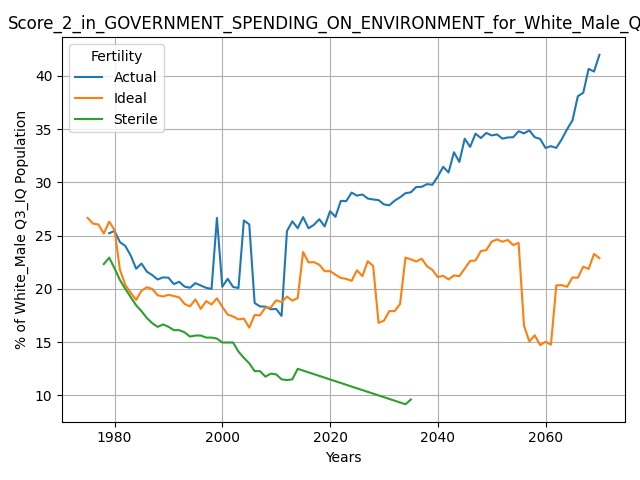 Score_2_in_GOVERNMENT_SPENDING_ON_ENVIRONMENT_for_White_Male_Q
Fertility
Actual
Ideal
Sterile
% of White_Male Q3_IQ Population
40
35
30
25
20
15
10
1980
2000
2020
2040
2060
Years